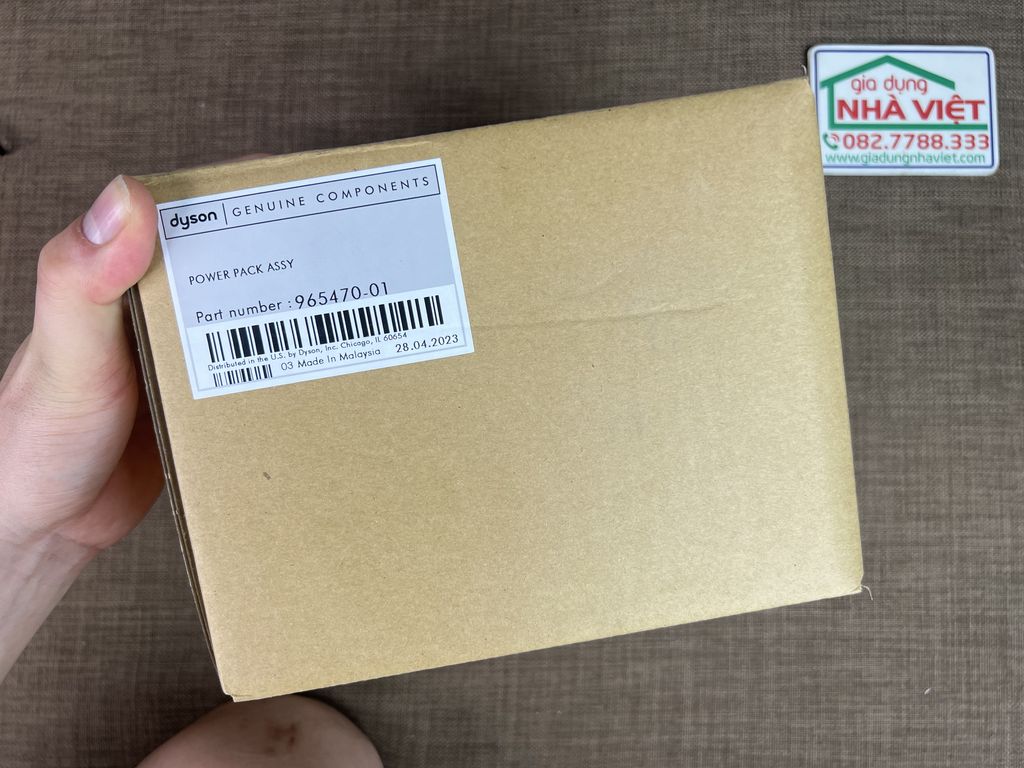 dyson GENUINE COMPONENTS
POWER PACK ASSY
Part number : 965470-01
Distributed in the U.S. by Dyson, Inc. Chicago, IL 60654
03 Made In Malaysia 28.04.2023
gia dụng
NHÀ VIỆT
082.7788.333
www.giadungnhaviet.com